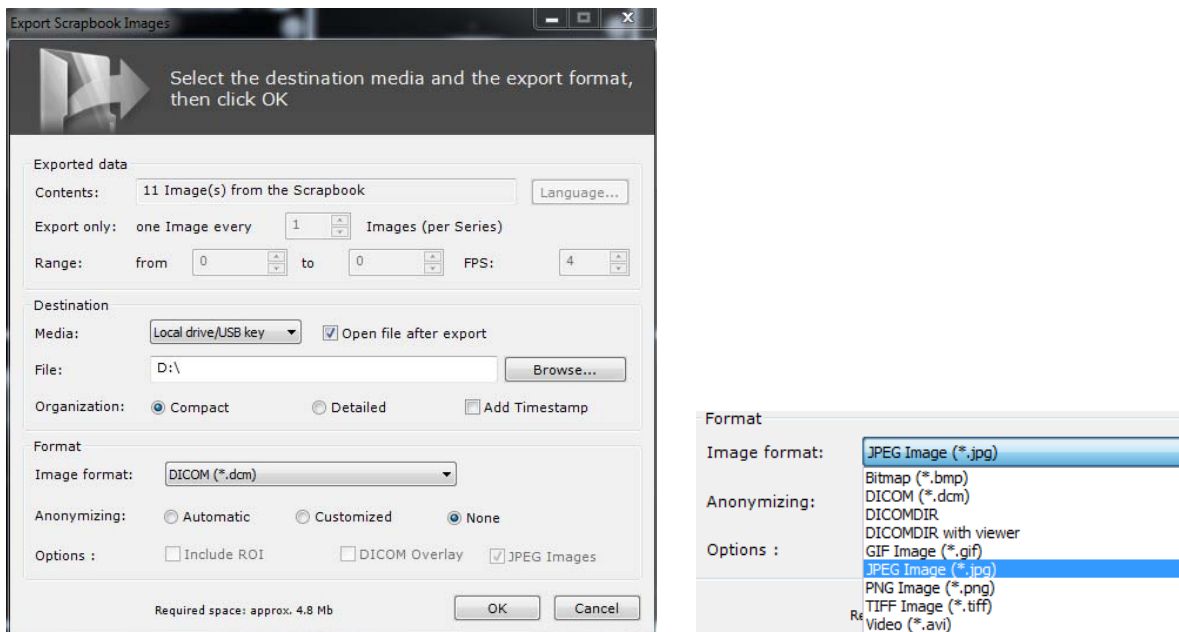 Export Scrapbook Images
Select the destination media and the export format,
then click OK
Exported data
Contents: 11 Image(s) from the Scrapbook Language...
Export only: one Image every 1 Images (per Series)
Range: from 0 to 0 FPS: 4
Destination
Media: Local drive/USB key Open file after export
File: D:\ Browse...
Organization: Compact Detailed Add Timestamp
Format
Image format: DICOM (*.dcm)
Anonymizing: Automatic Customized None
Options : Include ROI DICOM Overlay JPEG Images
Required space: approx. 4.8 Mb OK Cancel
Format
Image format: JPEG Image (*.jpg)
Bitmap (*.bmp)
DICOM (*.dcm)
Anonymizing:
DICOMDIR
DICOMDIR with viewer
Options : GIF Image (*.gif)
JPEG Image (*.jpg)
PNG Image (*.png)
TIFF Image (*.tiff)
Video (*.avi)